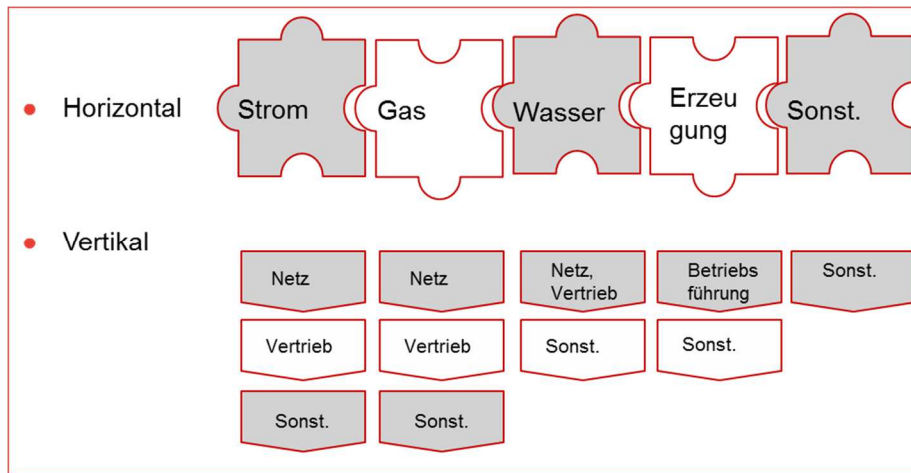 Horizontal
Strom
Gas
Wasser
Erzeu
gung
Sonst.
Vertikal
Netz
Netz
Netz,
Vertrieb
Betriebs
führung
Sonst.
Vertrieb
Vertrieb
Sonst.
Sonst.
Sonst.
Sonst.